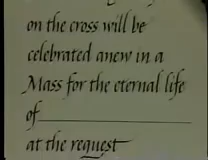 on the cross will be
celebrated anew in a
Mass for the eternal life
of
at the request